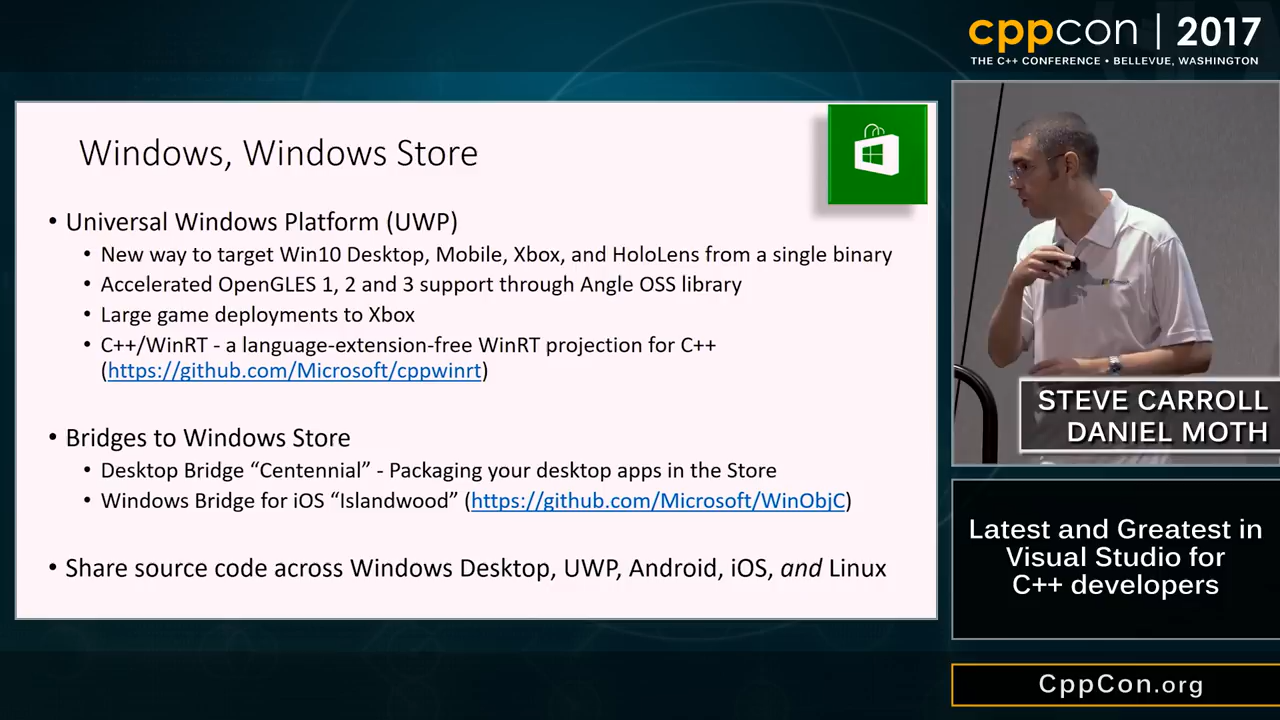 cppcon | 2017
THE C++ CONFERENCE • BELLEVUE, WASHINGTON
Windows, Windows Store
• Universal Windows Platform (UWP)
• New way to target Win10 Desktop, Mobile, Xbox, and HoloLens from a single binary
• Accelerated OpenGLES 1, 2 and 3 support through Angle OSS library
• Large game deployments to Xbox
• C++/WinRT - a language-extension-free WinRT projection for C++
(https://github.com/Microsoft/cppwinrt)
• Bridges to Windows Store
• Desktop Bridge “Centennial” - Packaging your desktop apps in the Store
• Windows Bridge for iOS “Islandwood” (https://github.com/Microsoft/WinObjC)
• Share source code across Windows Desktop, UWP, Android, iOS, and Linux
STEVE CARROLL
DANIEL MOTH
Latest and Greatest in
Visual Studio for
C++ developers
CppCon.org